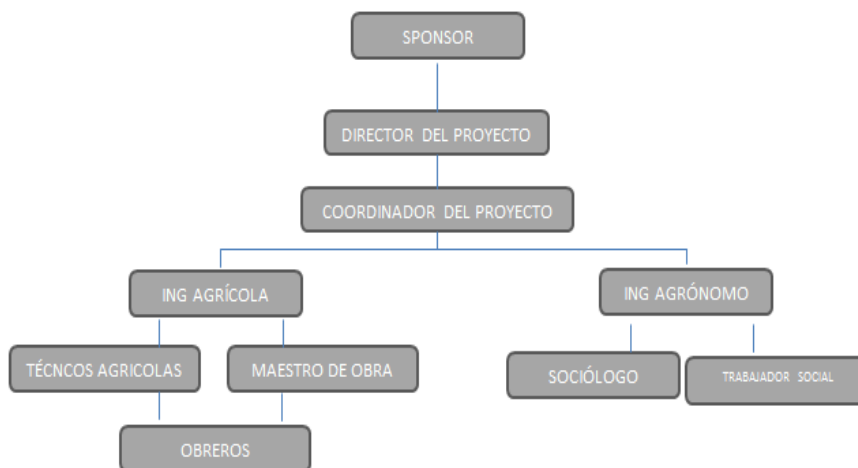 SPONSOR
DIRECTOR DEL PROYECTO
COORDINADOR DEL PROYECTO
ING AGRÍCOLA
ING AGRÓNOMO
TÉCNCOS AGRICOLAS
MAESTRO DE OBRA
SOCIÓLOGO
TRABAJADOR SOCIAL
OBREROS